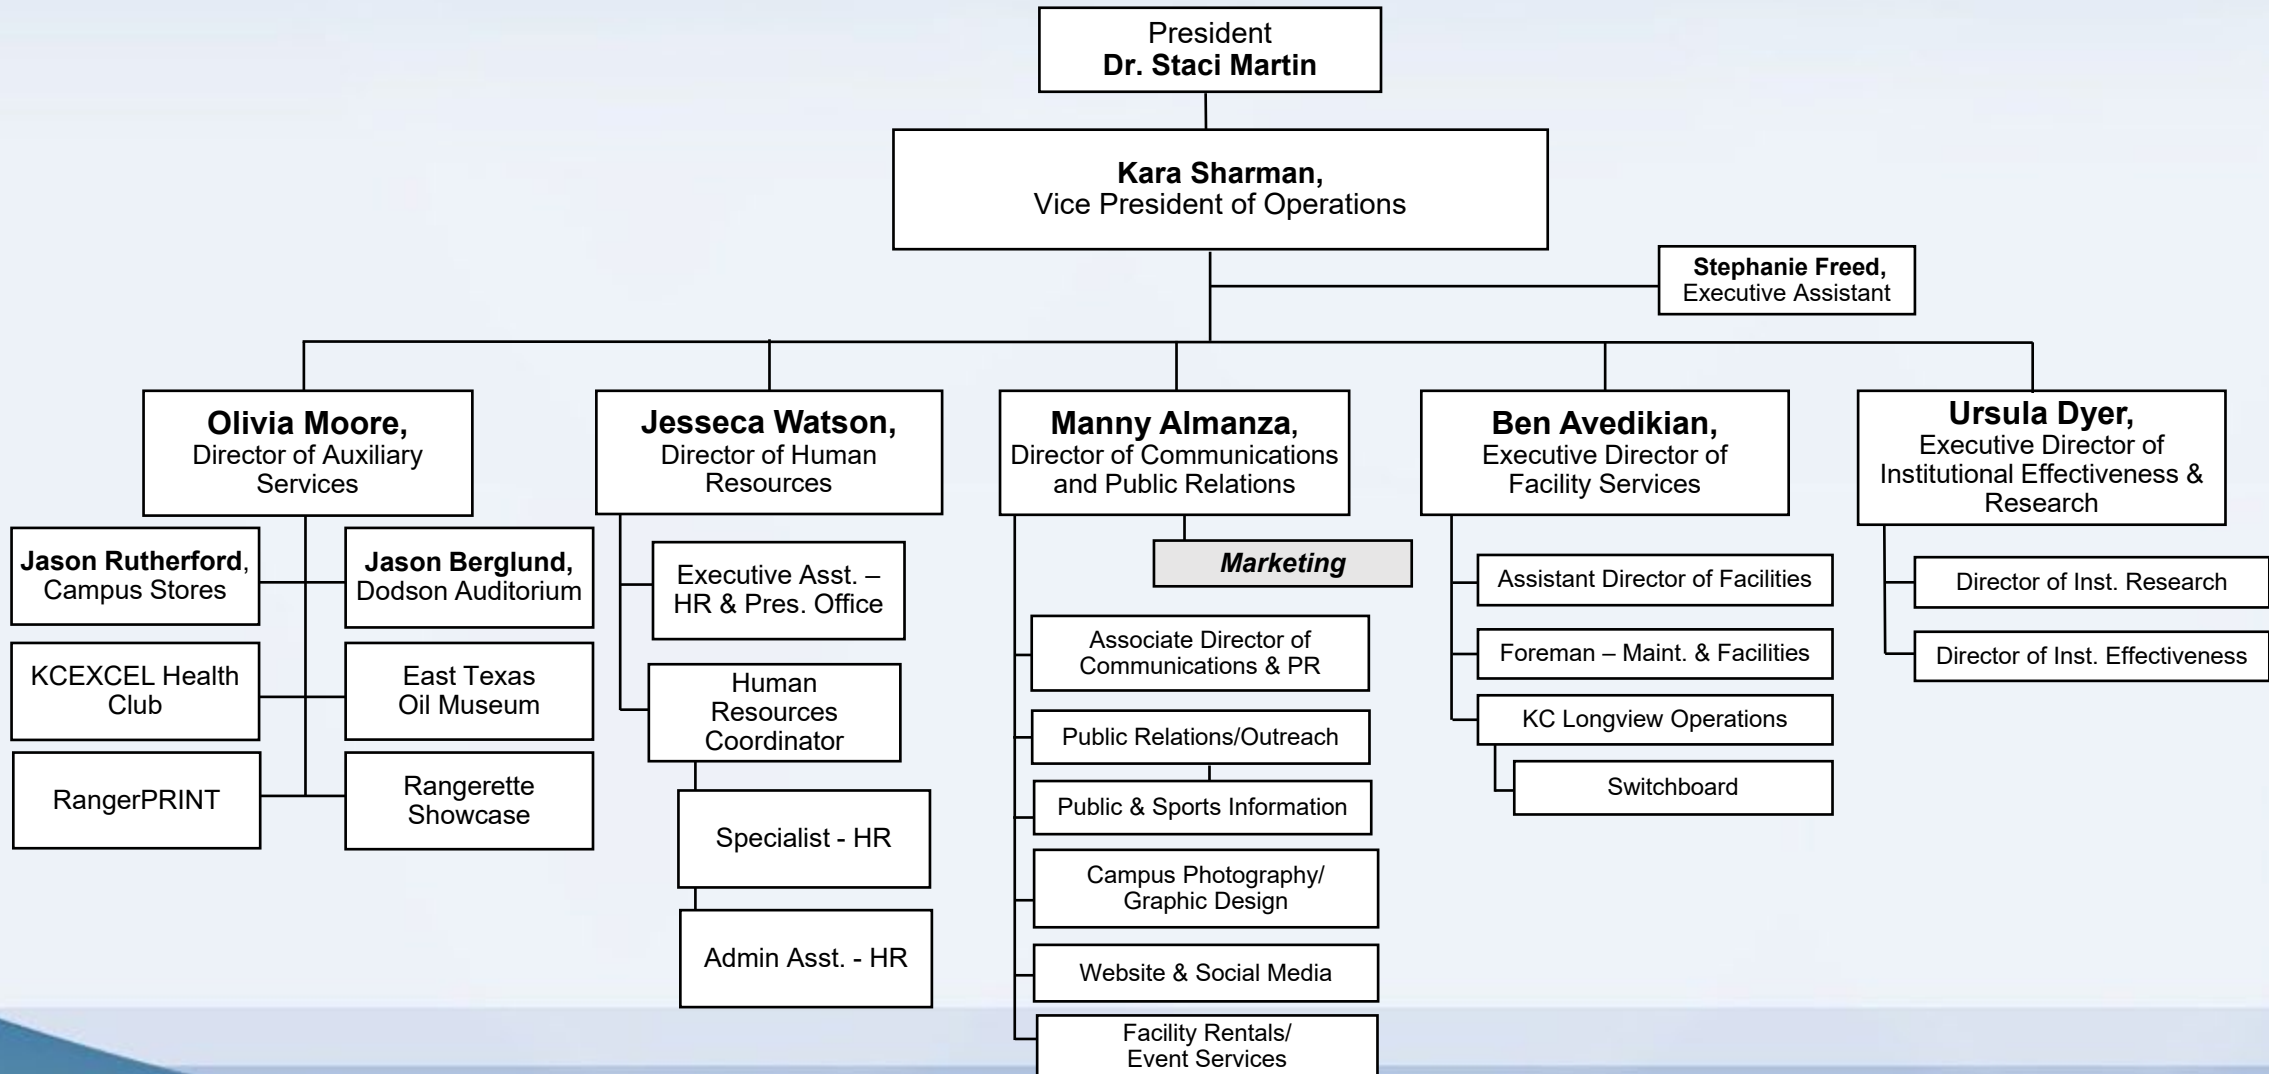 President
Dr. Staci Martin
Kara Sharman,
Vice President of Operations
Stephanie Freed,
Executive Assistant
Olivia Moore,
Director of Auxiliary
Services
Jason Rutherford,
Campus Stores
Jason Berglund,
Dodson Auditorium
KCEXCEL Health
Club
East Texas
Oil Museum
RangerPRINT
Rangerette
Showcase
Jesseca Watson,
Director of Human
Resources
Executive Asst. –
HR & Pres. Office
Human
Resources
Coordinator
Specialist - HR
Admin Asst. - HR
Manny Almanza,
Director of Communications
and Public Relations
Marketing
Associate Director of
Communications & PR
Public Relations/Outreach
Public & Sports Information
Campus Photography/
Graphic Design
Website & Social Media
Facility Rentals/
Event Services
Ben Avedikian,
Executive Director of
Facility Services
Assistant Director of Facilities
Foreman – Maint. & Facilities
KC Longview Operations
Switchboard
Ursula Dyer,
Executive Director of
Institutional Effectiveness &
Research
Director of Inst. Research
Director of Inst. Effectiveness